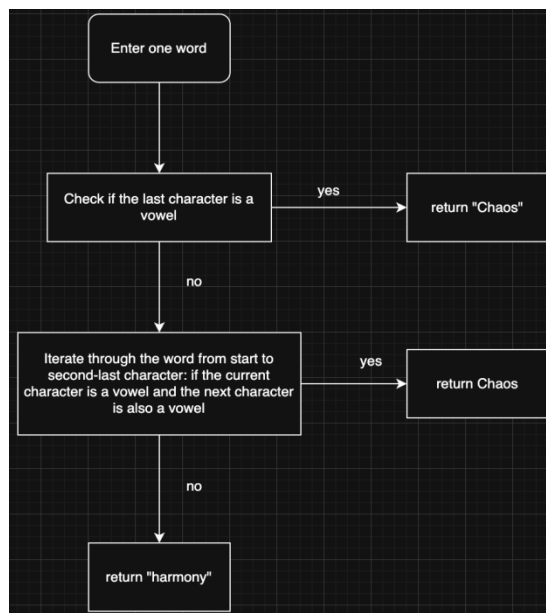 Enter one word
Check if the last character is a
vowel
yes
return "Chaos"
no
Iterate through the word from start to
second-last character: if the current
character is a vowel and the next character
is also a vowel
yes
return Chaos
no
return "harmony"